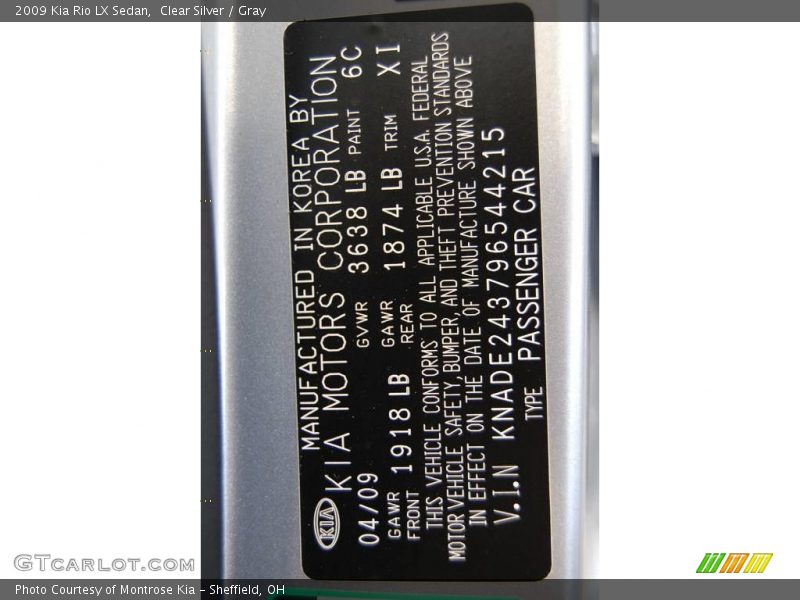 2009 Kia Rio LX Sedan,  Clear Silver / Gray
MANUFACTURED IN KOREA BY
KIA KIA MOTORS CORPORATION
04/09 GVWR 3638 LB PAINT 6C
GAWR FRONT 1918 LB GAWR REAR 1874 LB TRIM XI
THIS VEHICLE CONFORMS TO ALL APPLICABLE U.S.A. FEDERAL
MOTOR VEHICLE SAFETY, BUMPER, AND THEFT PREVENTION STANDARDS
IN EFFECT ON THE DATE OF MANUFACTURE SHOWN ABOVE
V.I.N KNADE243796544215
TYPE PASSENGER CAR
GTCARLOT.COM
Photo Courtesy of Montrose Kia – Sheffield, OH